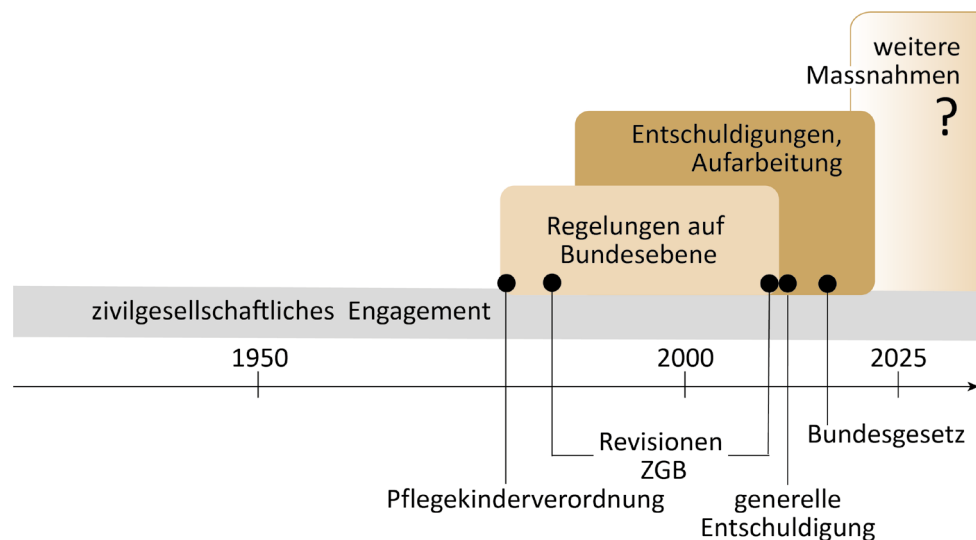 weitere
Massnahmen
?
Entschuldigungen,
Aufarbeitung
Regelungen auf
Bundesebene
zivilgesellschaftliches Engagement
1950
2000
2025
Bundesgesetz
Revisionen
ZGB
Pflegekinderverordnung
generelle
Entschuldigung